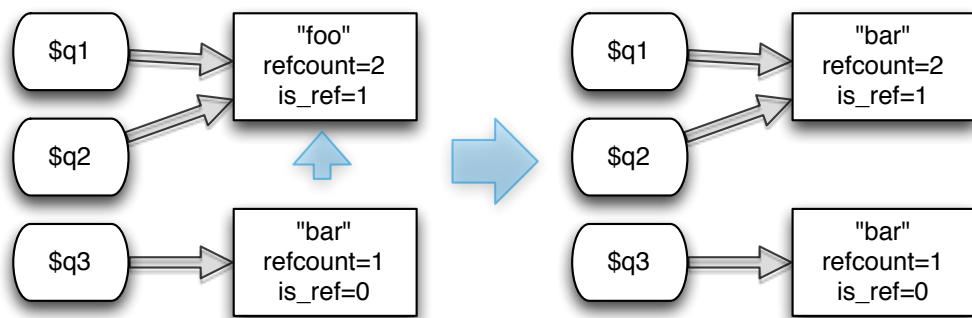 $q1
"foo"
refcount=2
is_ref=1
$q2
$q3
"bar"
refcount=1
is_ref=0
$q1
"bar"
refcount=2
is_ref=1
$q2
$q3
"bar"
refcount=1
is_ref=0